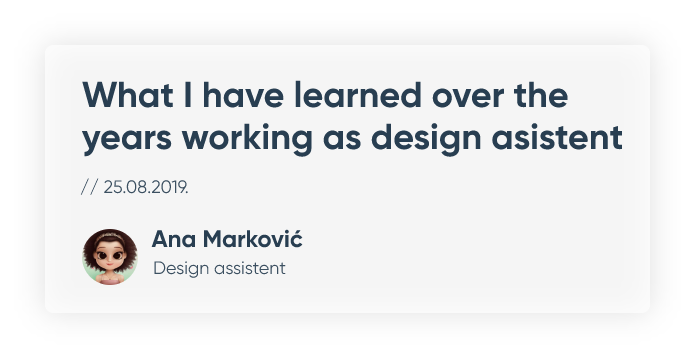 What I have learned over the
years working as design asistent
// 25.08.2019.
Ana Marković
Design assistent